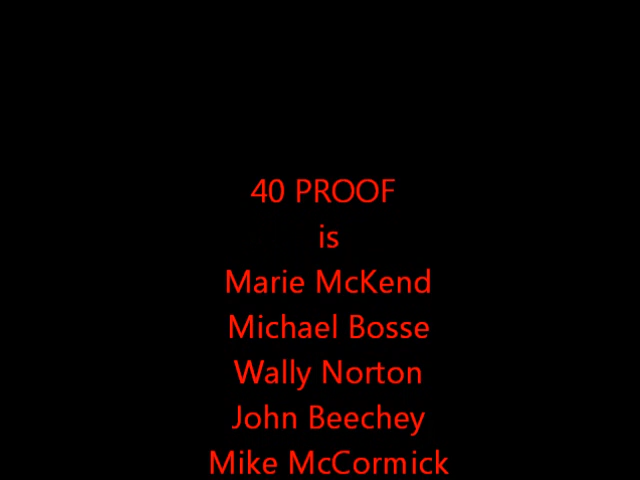 40 PROOF
is
Marie McKend
Michael Bosse
Wally Norton
John Beechey
Mike McCormick